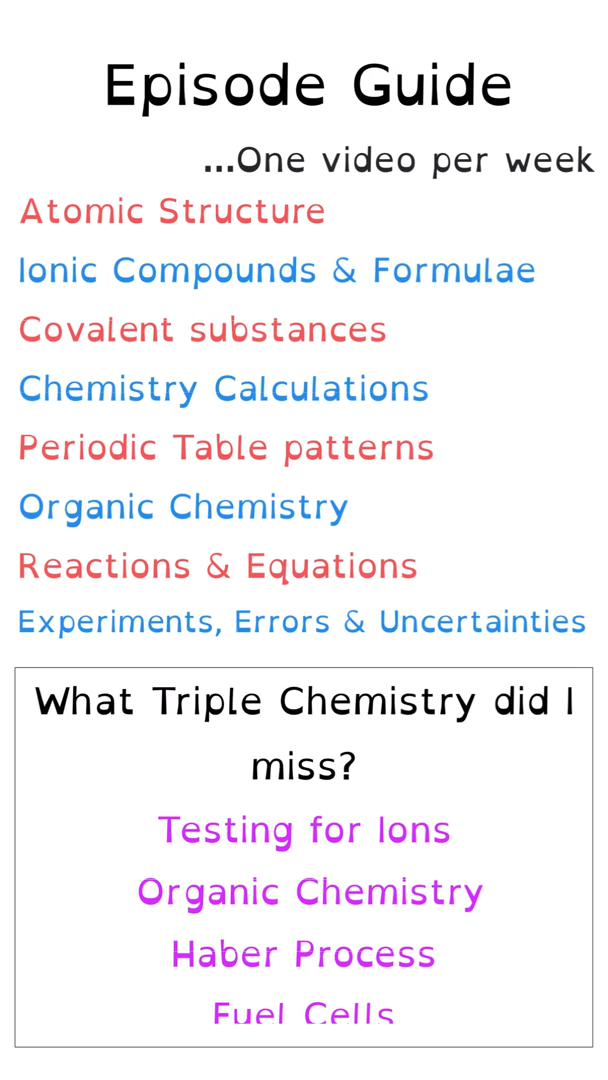 Episode Guide
...One video per week
Atomic Structure
Ionic Compounds & Formulae
Covalent substances
Chemistry Calculations
Periodic Table patterns
Organic Chemistry
Reactions & Equations
Experiments, Errors & Uncertainties
What Triple Chemistry did I
miss?
Testing for Ions
Organic Chemistry
Haber Process
Fuel Cells